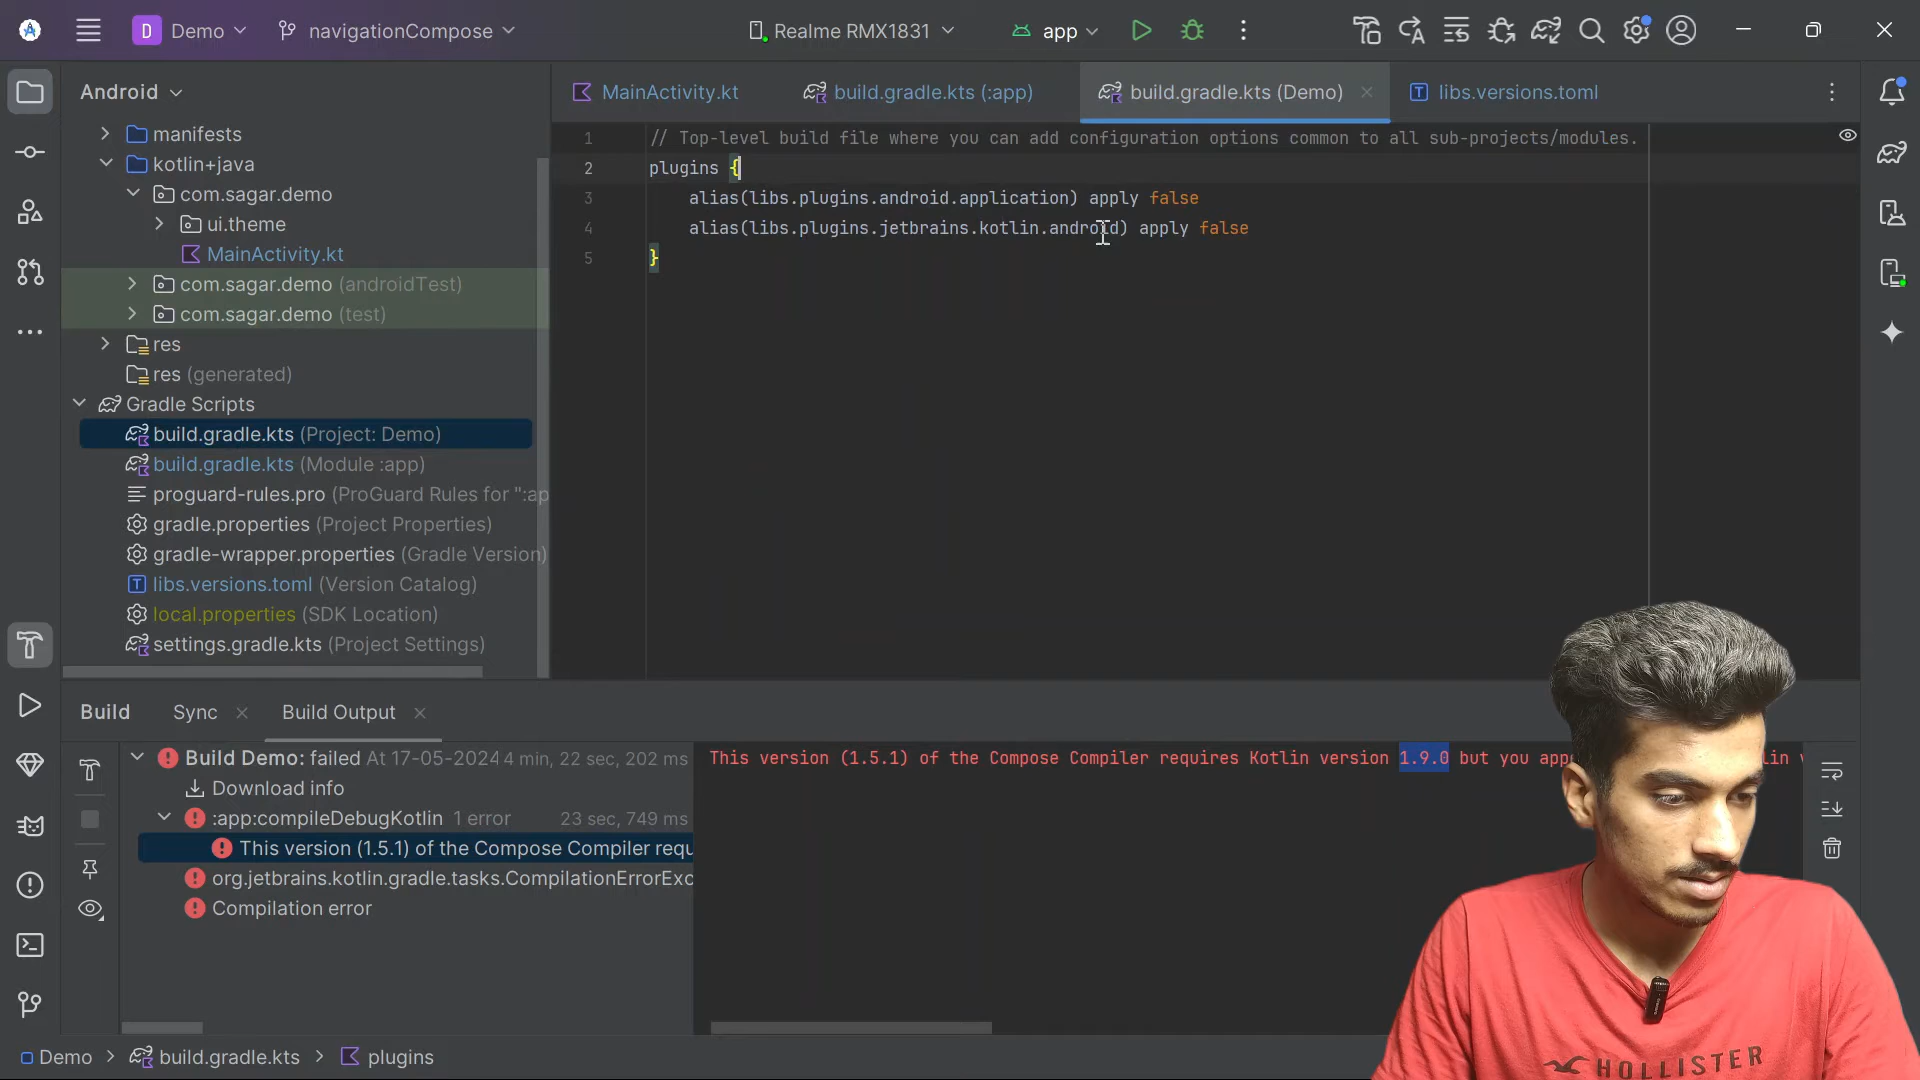 D Demo navigationCompose Realme RMX1831 app
Android
manifests
kotlin+java
com.sagar.demo
ui.theme
MainActivity.kt
com.sagar.demo (androidTest)
com.sagar.demo (test)
res
res (generated)
Gradle Scripts
build.gradle.kts (Project: Demo)
build.gradle.kts (Module :app)
proguard-rules.pro (ProGuard Rules for ":ap
gradle.properties (Project Properties)
gradle-wrapper.properties (Gradle Version)
libs.versions.toml (Version Catalog)
local.properties (SDK Location)
settings.gradle.kts (Project Settings)
MainActivity.kt build.gradle.kts (:app) build.gradle.kts (Demo) libs.versions.toml
1 // Top-level build file where you can add configuration options common to all sub-projects/modules.
2 plugins {
3 alias(libs.plugins.android.application) apply false
4 alias(libs.plugins.jetbrains.kotlin.android) apply false
5 }
Build Sync Build Output
Build Demo: failed At 17-05-2024 4 min, 22 sec, 202 ms
Download info
:app:compileDebugKotlin 1 error 23 sec, 749 ms
This version (1.5.1) of the Compose Compiler requ
org.jetbrains.kotlin.gradle.tasks.CompilationErrorExc
Compilation error
This version (1.5.1) of the Compose Compiler requires Kotlin version 1.9.0 but you app
Demo > build.gradle.kts > plugins
HOLLISTER